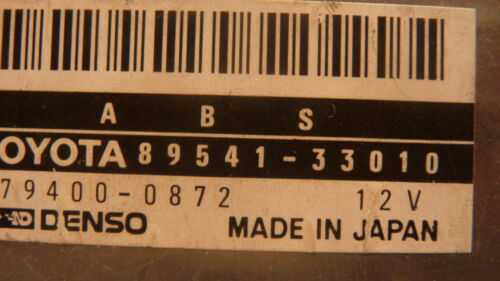 A B S
OYOTA 89541-33010
79400-0872 12V
DENSO MADE IN JAPAN